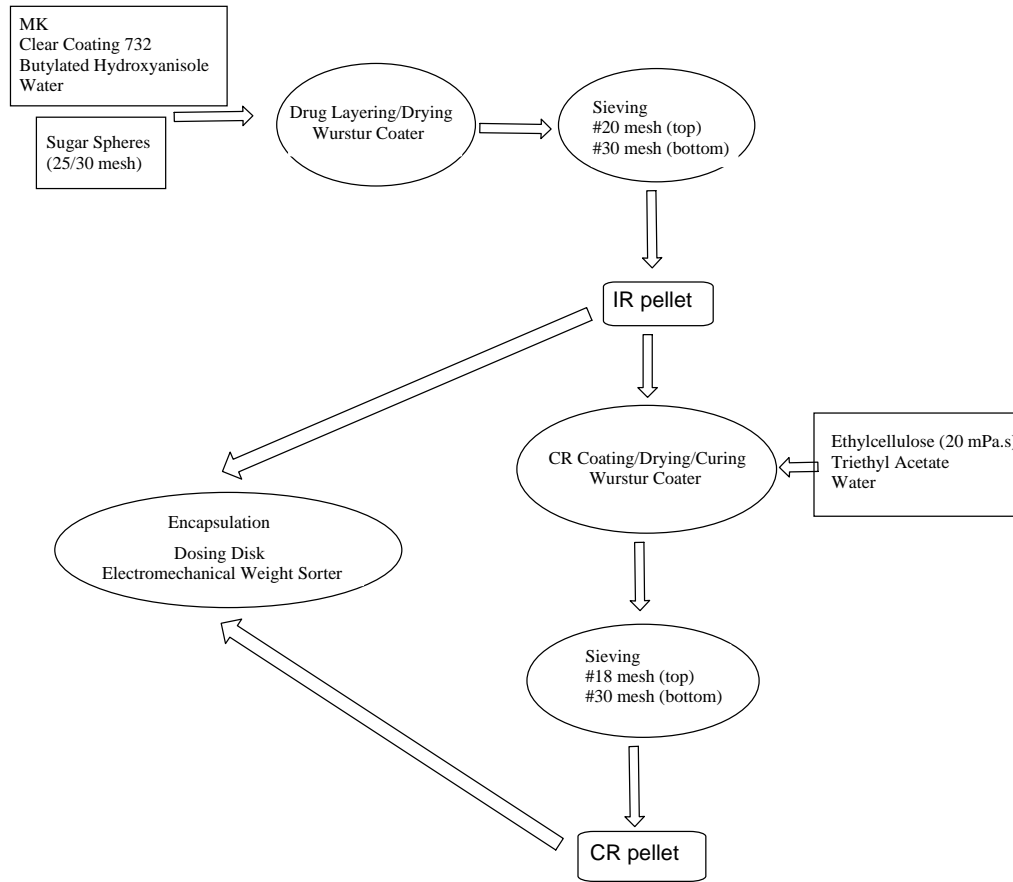 MK
Clear Coating 732
Butylated Hydroxyanisole
Water
Sugar Spheres
(25/30 mesh)
Drug Layering/Drying
Wurstur Coater
Sieving
#20 mesh (top)
#30 mesh (bottom)
IR pellet
CR Coating/Drying/Curing
Wurstur Coater
Ethylcellulose (20 mPa.s)
Triethyl Acetate
Water
Encapsulation
Dosing Disk
Electromechanical Weight Sorter
Sieving
#18 mesh (top)
#30 mesh (bottom)
CR pellet